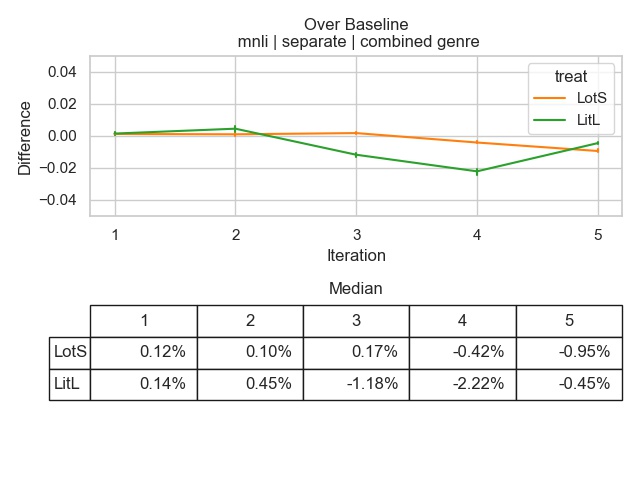 Over Baseline
mnli | separate | combined genre
0.04
0.02
0.00
−0.02
−0.04
Difference
treat
LotS
LitL
1 2 3 4 5
Iteration
Median
1 2 3 4 5
LotS 0.12% 0.10% 0.17% -0.42% -0.95%
LitL 0.14% 0.45% -1.18% -2.22% -0.45%